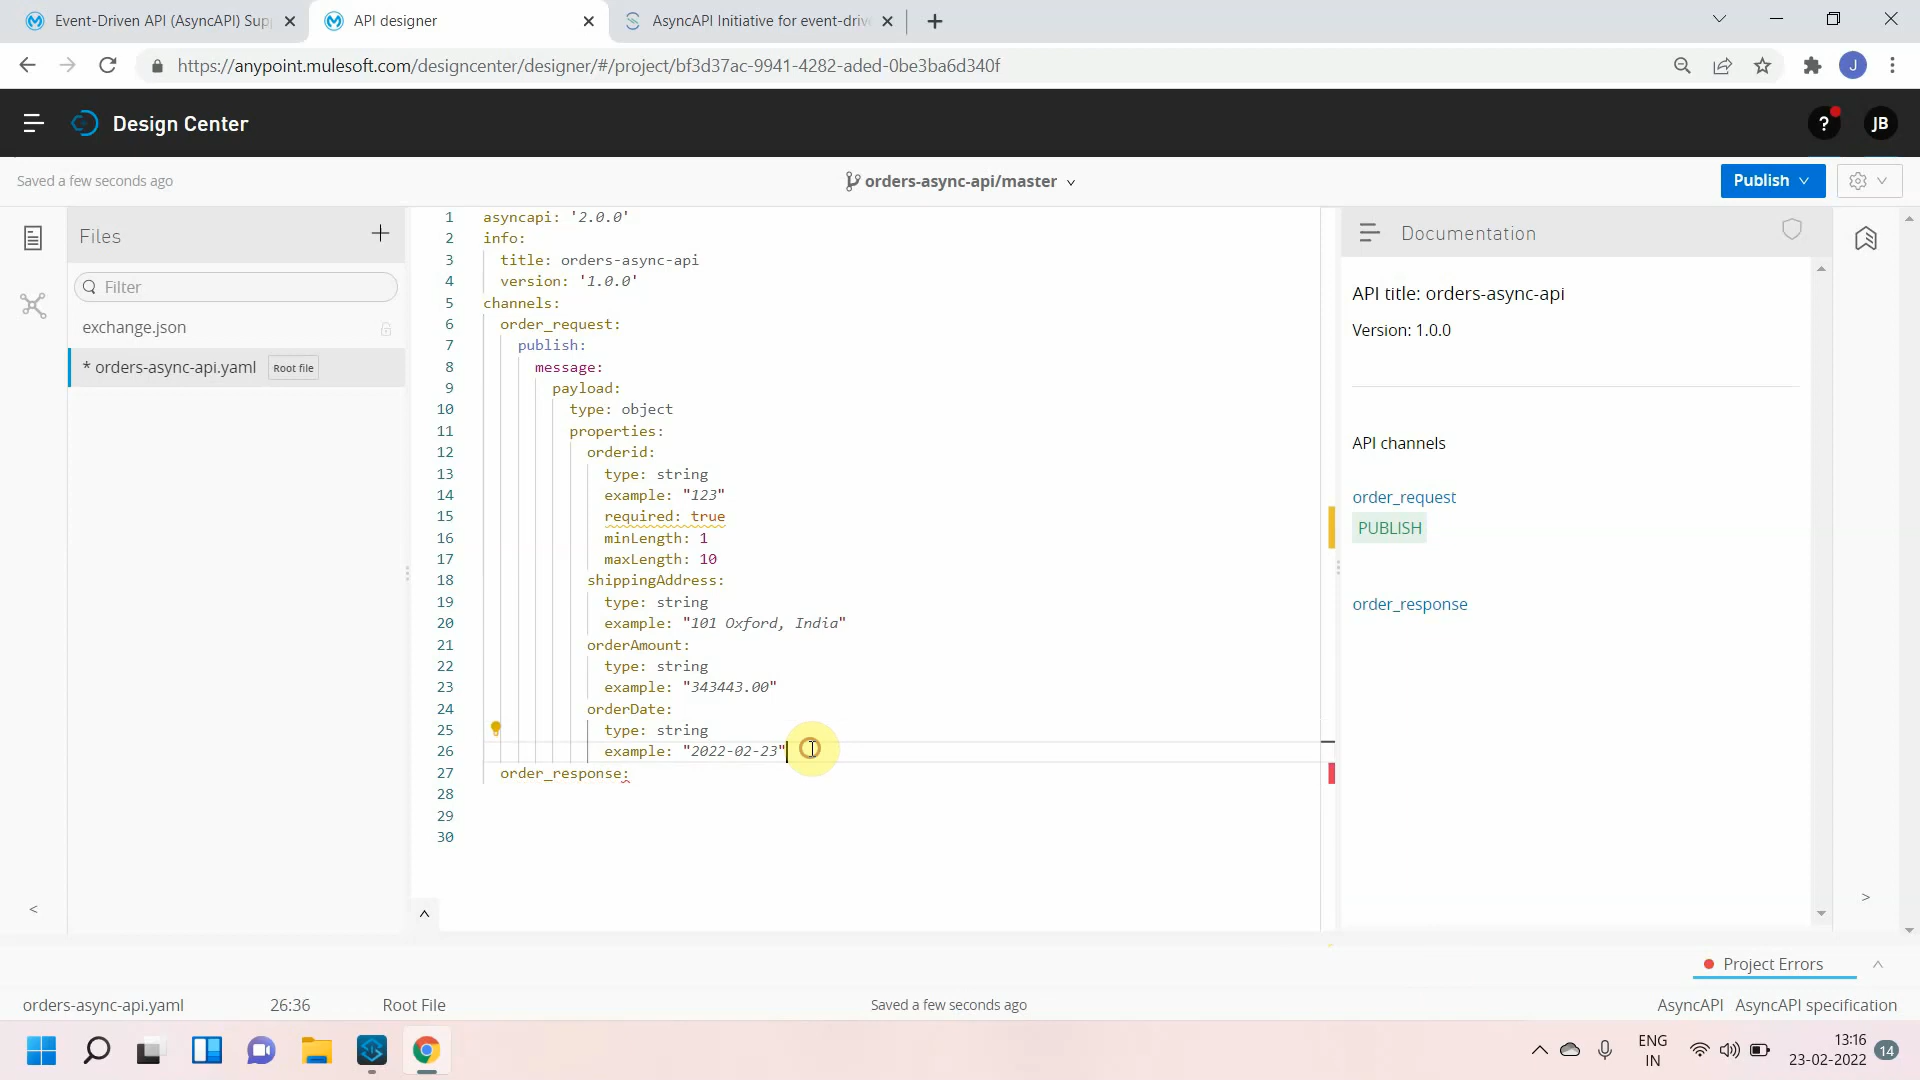 Event-Driven API (AsyncAPI) Sup
API designer
AsyncAPI Initiative for event-driv
https://anypoint.mulesoft.com/designcenter/designer/#/project/bf3d37ac-9941-4282-aded-0be3ba6d340f
J
Design Center
?
JB
Saved a few seconds ago
orders-async-api/master
Publish
Files
Filter
exchange.json
* orders-async-api.yaml
Root file
1 asyncapi: '2.0.0'
2 info:
3 title: orders-async-api
4 version: '1.0.0'
5 channels:
6 order_request:
7 publish:
8 message:
9 payload:
10 type: object
11 properties:
12 orderid:
13 type: string
14 example: "123"
15 required: true
16 minLength: 1
17 maxLength: 10
18 shippingAddress:
19 type: string
20 example: "101 Oxford, India"
21 orderAmount:
22 type: string
23 example: "343443.00"
24 orderDate:
25 type: string
26 example: "2022-02-23"
27 order_response:
28
29
30
Documentation
API title: orders-async-api
Version: 1.0.0
API channels
order_request
PUBLISH
order_response
Project Errors
orders-async-api.yaml
26:36
Root File
Saved a few seconds ago
AsyncAPI
AsyncAPI specification
ENG
IN
13:16
23-02-2022
14